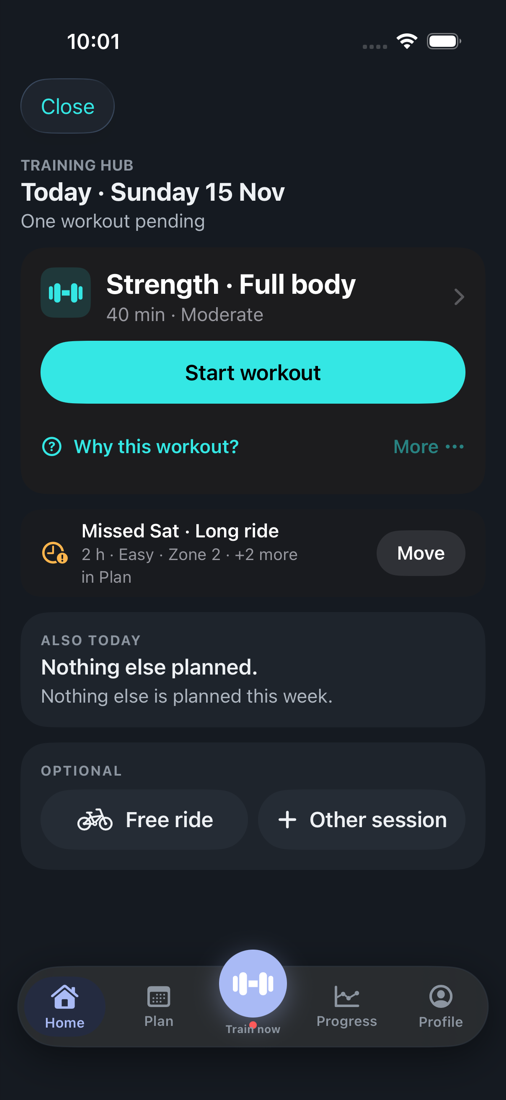 10:01
Close
TRAINING HUB
Today · Sunday 15 Nov
One workout pending
Strength · Full body
40 min · Moderate
Start workout
Why this workout?
More ···
Missed Sat · Long ride
2 h · Easy · Zone 2 · +2 more
in Plan
Move
ALSO TODAY
Nothing else planned.
Nothing else is planned this week.
OPTIONAL
Free ride
+ Other session
Home
Plan
Train now
Progress
Profile